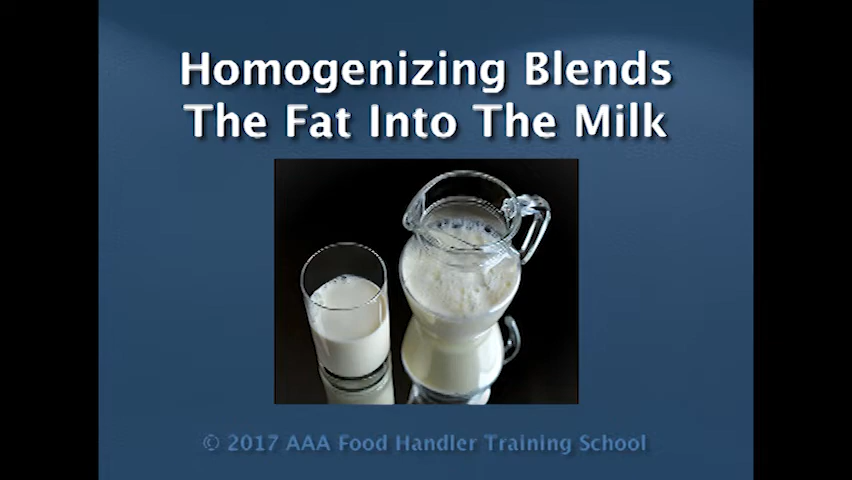 Homogenizing Blends
The Fat Into The Milk
© 2017 AAA Food Handler Training School